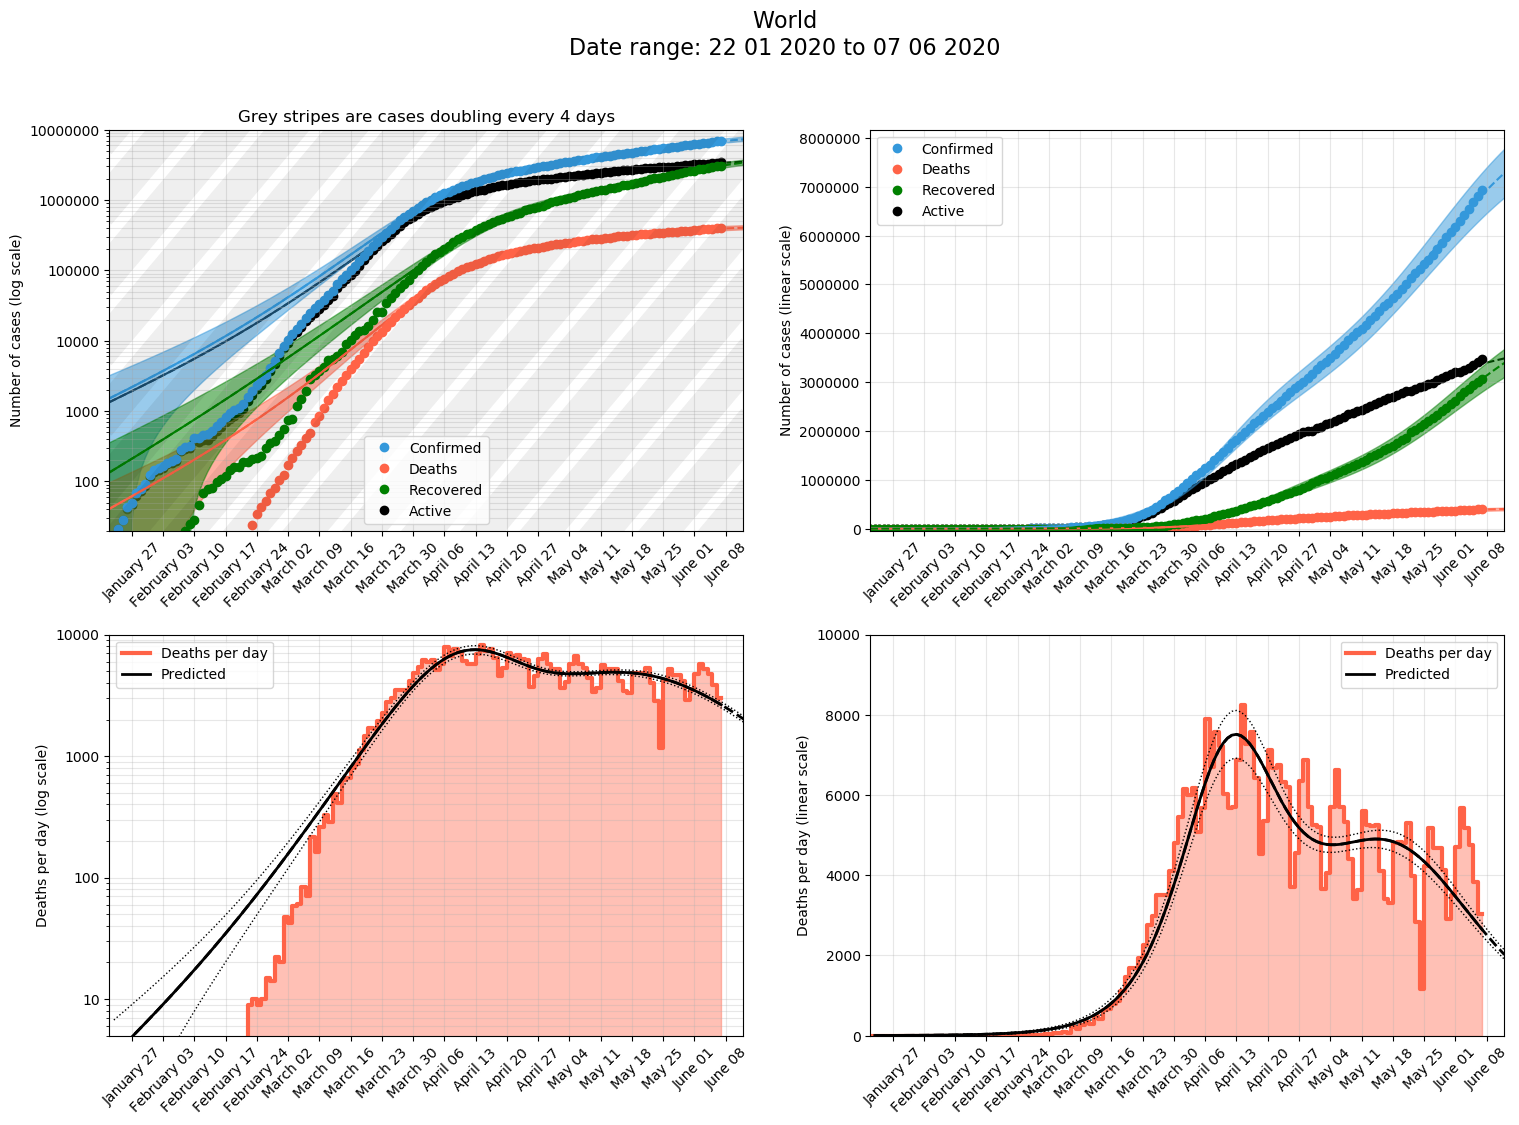 World
Date range: 22 01 2020 to 07 06 2020
Grey stripes are cases doubling every 4 days
Number of cases (log scale)
10000000
1000000
100000
10000
1000
100
Confirmed
Deaths
Recovered
Active
January 27
February 03
February 10
February 17
February 24
March 02
March 09
March 16
March 23
March 30
April 06
April 13
April 20
April 27
May 04
May 11
May 18
May 25
June 01
June 08
Number of cases (linear scale)
8000000
7000000
6000000
5000000
4000000
3000000
2000000
1000000
0
Confirmed
Deaths
Recovered
Active
January 27
February 03
February 10
February 17
February 24
March 02
March 09
March 16
March 23
March 30
April 06
April 13
April 20
April 27
May 04
May 11
May 18
May 25
June 01
June 08
Deaths per day (log scale)
10000
1000
100
10
Deaths per day
Predicted
January 27
February 03
February 10
February 17
February 24
March 02
March 09
March 16
March 23
March 30
April 06
April 13
April 20
April 27
May 04
May 11
May 18
May 25
June 01
June 08
Deaths per day (linear scale)
10000
8000
6000
4000
2000
0
Deaths per day
Predicted
January 27
February 03
February 10
February 17
February 24
March 02
March 09
March 16
March 23
March 30
April 06
April 13
April 20
April 27
May 04
May 11
May 18
May 25
June 01
June 08